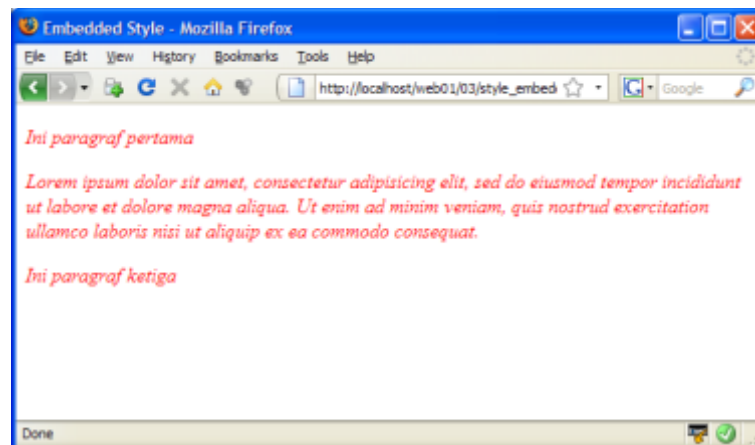 Embedded Style - Mozilla Firefox
File Edit View History Bookmarks Tools Help
http://localhost/web01/03/style_embed G Google
Ini paragraf pertama
Lorem ipsum dolor sit amet, consectetur adipisicing elit, sed do eiusmod tempor incididunt
ut labore et dolore magna aliqua. Ut enim ad minim veniam, quis nostrud exercitation
ullamco laboris nisi ut aliquip ex ea commodo consequat.
Ini paragraf ketiga
Done